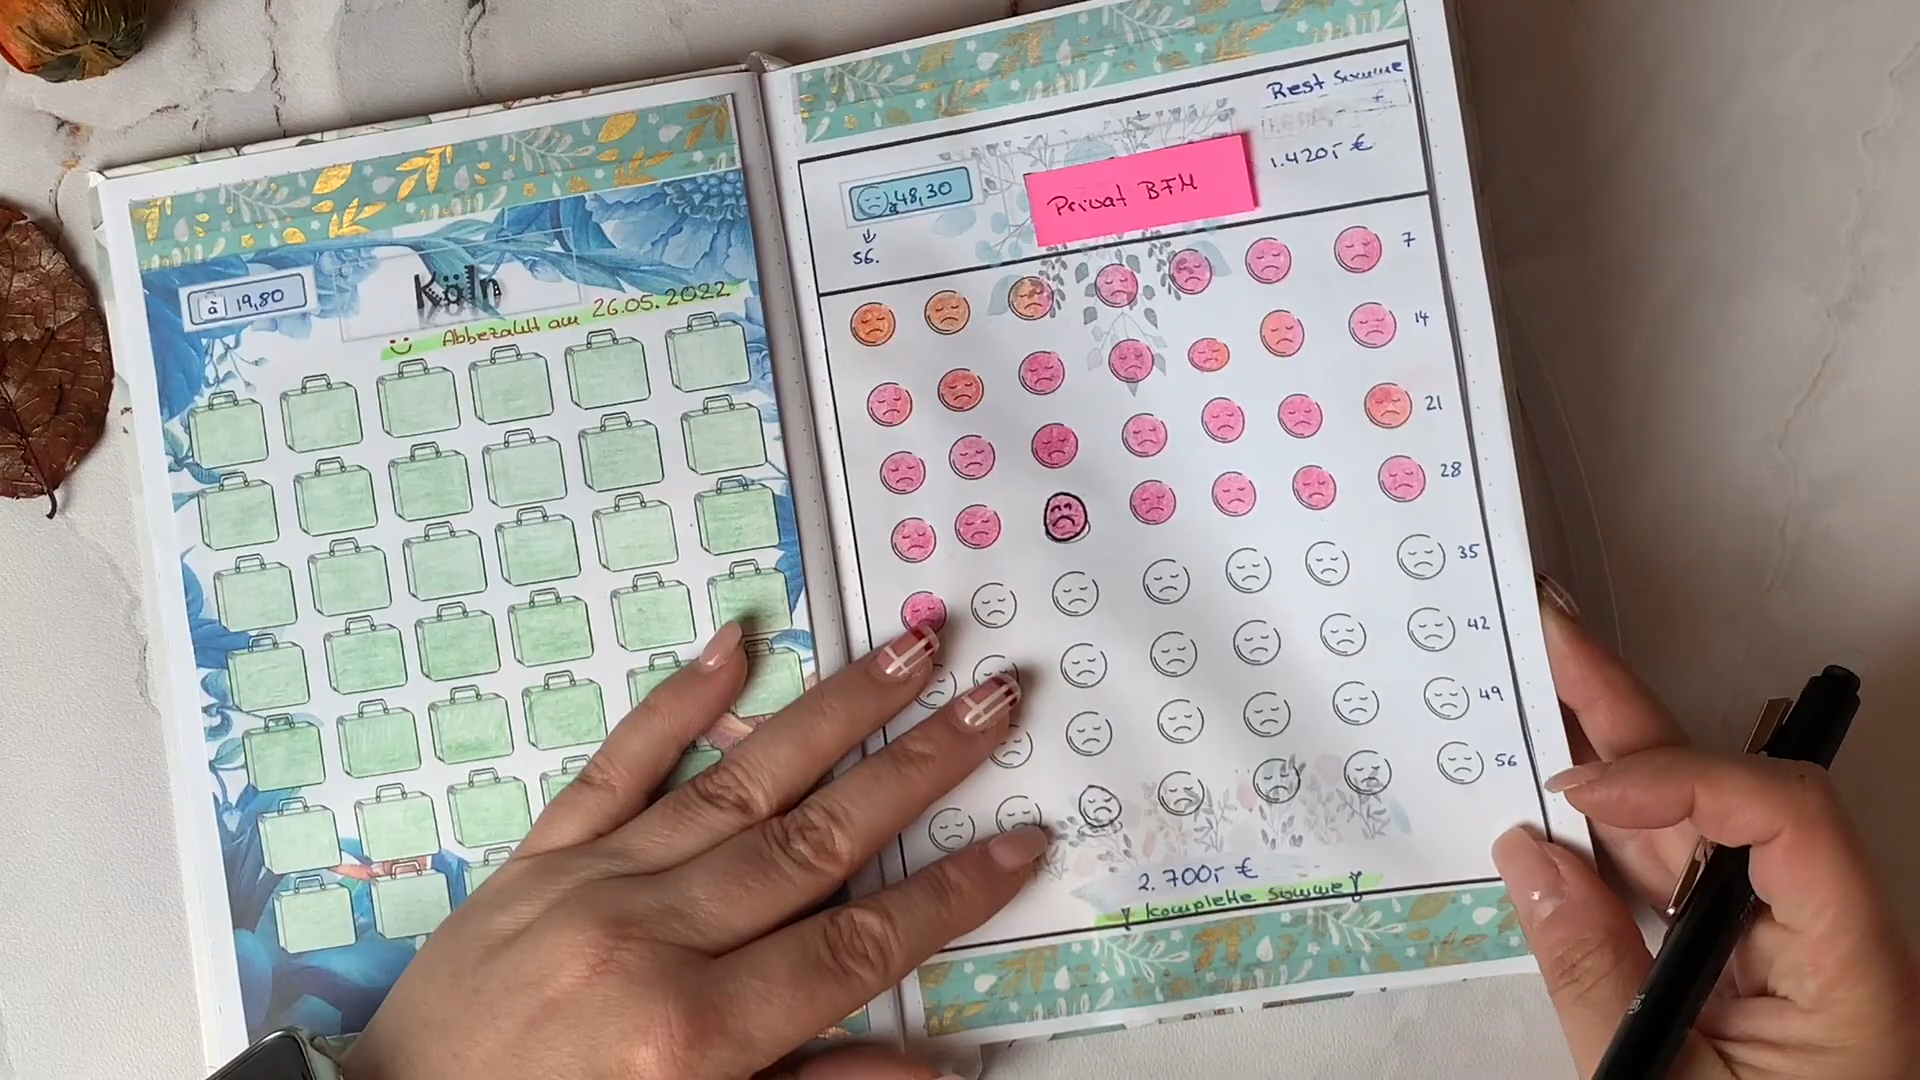 à 19,80
Köln
Abbezahlt am 26.05.2022
à 48,30
56.
Privat BFM
Rest Summe
1.420,- €
7
14
21
28
35
42
49
56
2.700,- €
! komplette Summe !